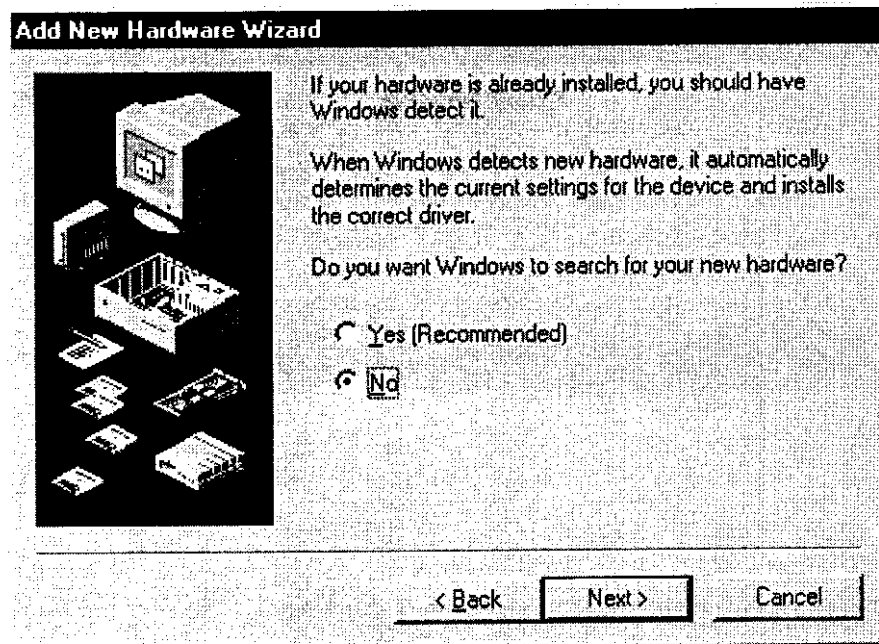 Add New Hardware Wizard
If your hardware is already installed, you should have
Windows detect it.
When Windows detects new hardware, it automatically
determines the current settings for the device and installs
the correct driver.
Do you want Windows to search for your new hardware?
Yes (Recommended)
No
< Back
Next >
Cancel